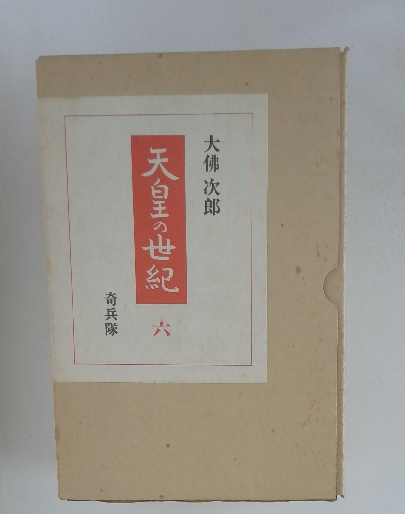 大佛次郎
天皇の世紀
六
奇兵隊